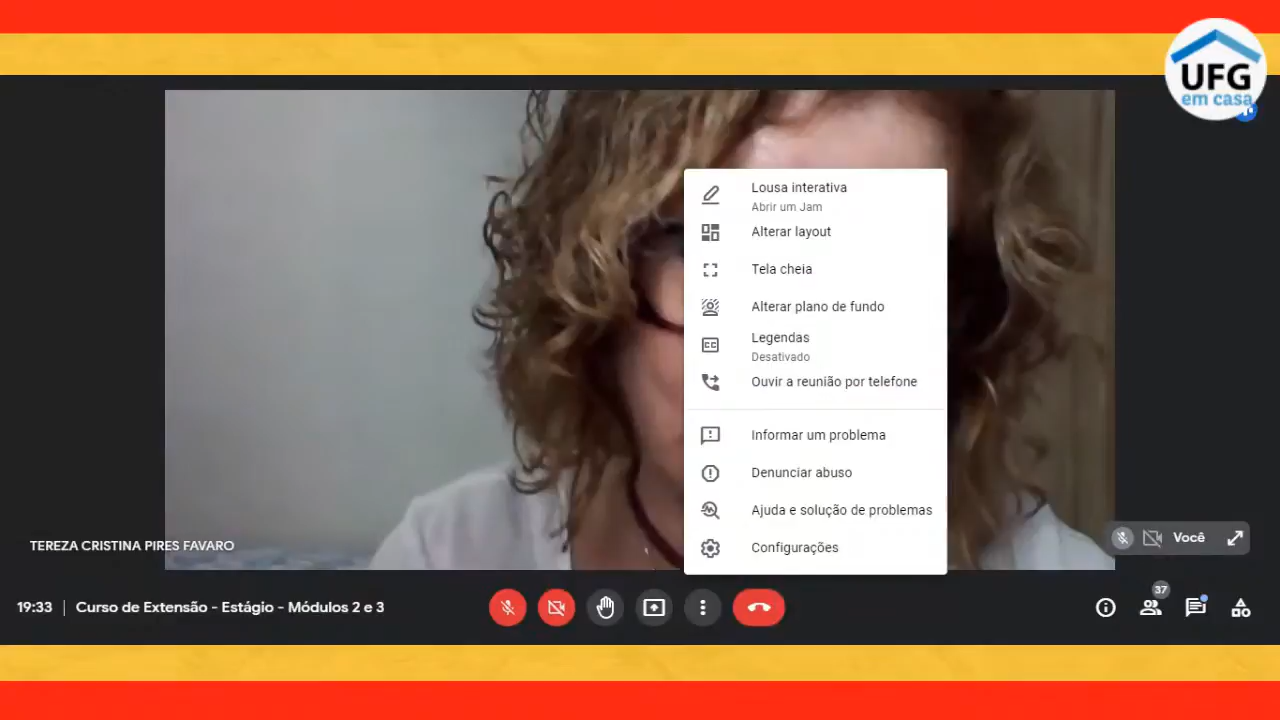 UFG
em casa
Lousa interativa
Abrir um Jam
Alterar layout
Tela cheia
Alterar plano de fundo
CC
Legendas
Desativado
Ouvir a reunião por telefone
Informar um problema
Denunciar abuso
Ajuda e solução de problemas
Configurações
TEREZA CRISTINA PIRES FAVARO
Você
19:33 | Curso de Extensão - Estágio - Módulos 2 e 3
37